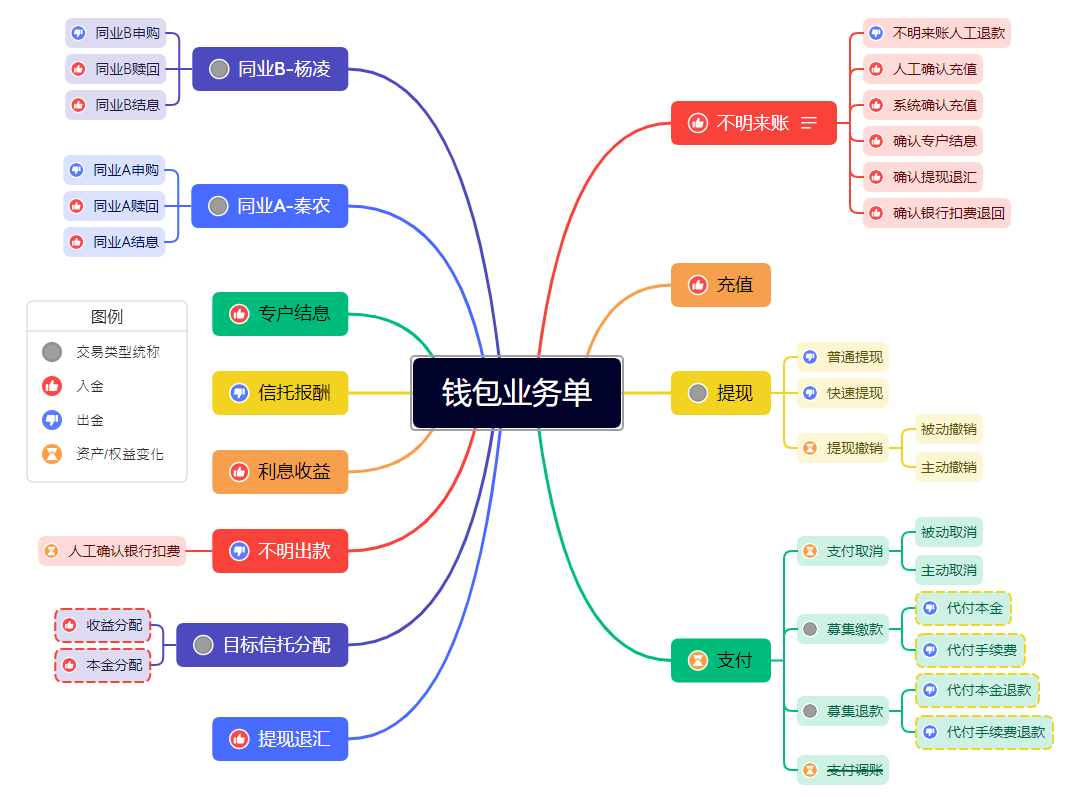 钱包业务单
同业B-杨凌
同业B申购
同业B赎回
同业B结息
同业A-秦农
同业A申购
同业A赎回
同业A结息
专户结息
信托报酬
利息收益
不明出款
人工确认银行扣费
目标信托分配
收益分配
本金分配
提现退汇
图例
交易类型统称
入金
出金
资产/权益变化
不明来账
不明来账人工退款
人工确认充值
系统确认充值
确认专户结息
确认提现退汇
确认银行扣费退回
充值
提现
普通提现
快速提现
提现撤销
被动撤销
主动撤销
支付
支付取消
被动取消
主动取消
募集缴款
代付本金
代付手续费
募集退款
代付本金退款
代付手续费退款
支付调账